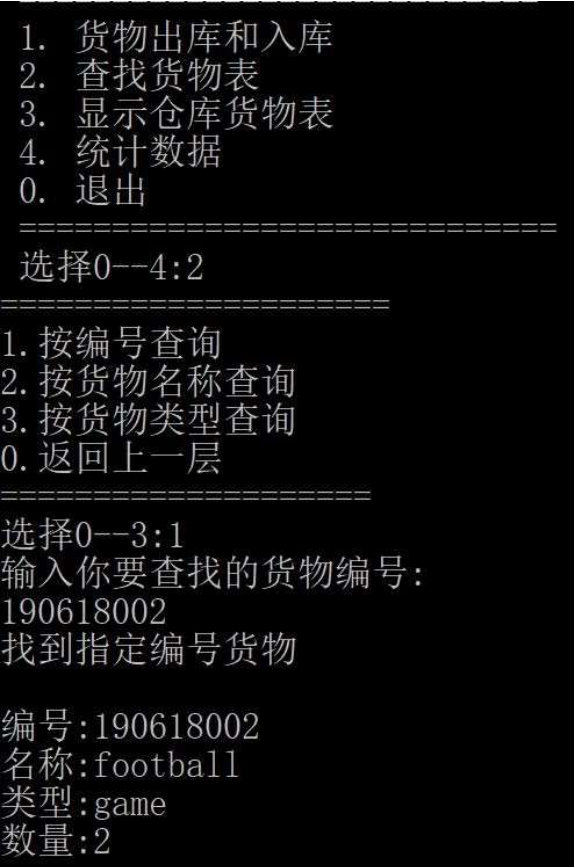 1. 货物出库和入库
2. 查找货物表
3. 显示仓库货物表
4. 统计数据
0. 退出
=============================
选择0--4:2
=====================
1.按编号查询
2.按货物名称查询
3.按货物类型查询
0.返回上一层
====================
选择0--3:1
输入你要查找的货物编号:
190618002
找到指定编号货物
编号:190618002
名称:football
类型:game
数量:2